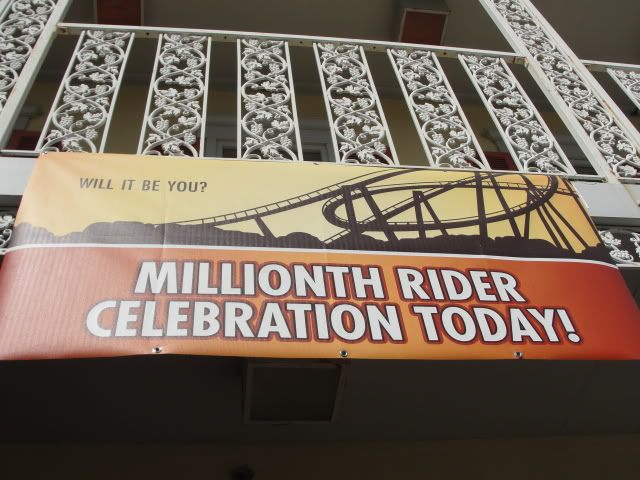 WILL IT BE YOU?
MILLIONTH RIDER
CELEBRATION TODAY!